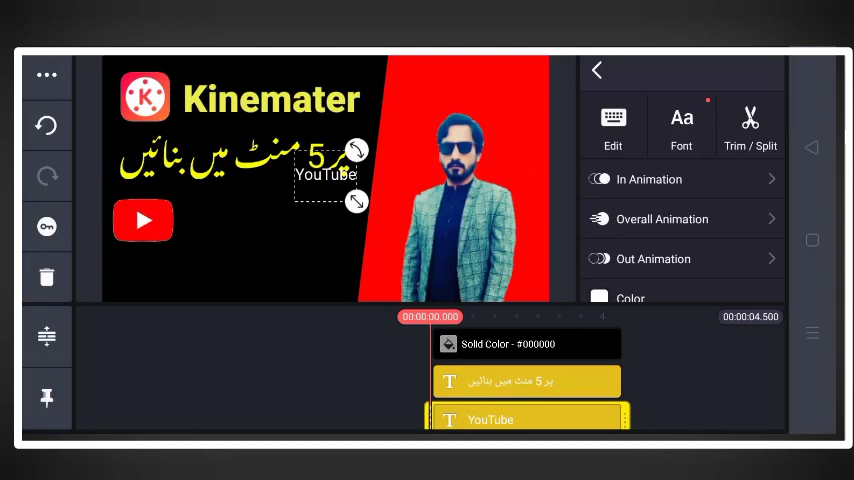 K
Kinemater
پر 5 منٹ میں بنائیں
YouTube
Edit
Aa
Font
Trim / Split
In Animation
Overall Animation
Out Animation
Color
00:00:00.000
4
00:00:04.500
Solid Color - #000000
T پر 5 منٹ میں بنائیں
T YouTube